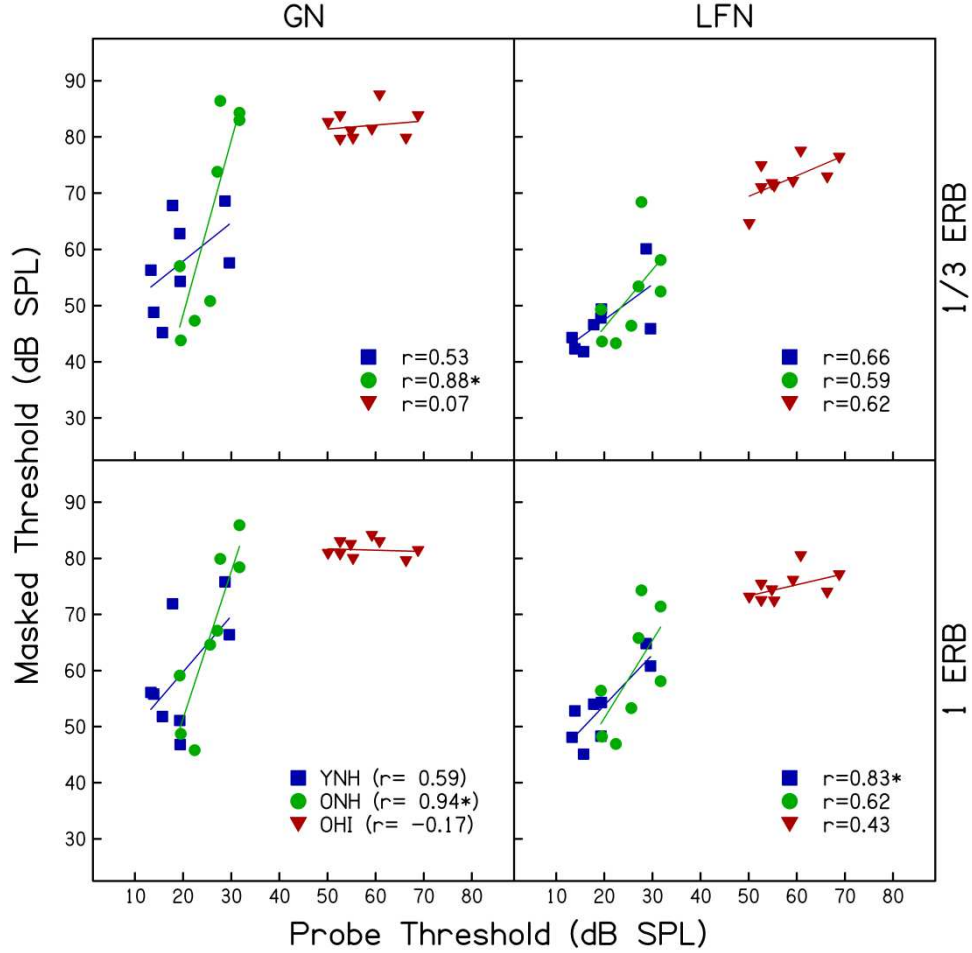 GN
LFN
Masked Threshold (dB SPL)
90
80
70
60
50
40
30
r=0.53
r=0.88*
r=0.07
r=0.66
r=0.59
r=0.62
1/3 ERB
90
80
70
60
50
40
30
YNH (r= 0.59)
ONH (r= 0.94*)
OHI (r= -0.17)
r=0.83*
r=0.62
r=0.43
1 ERB
10 20 30 40 50 60 70 80
10 20 30 40 50 60 70 80
Probe Threshold (dB SPL)